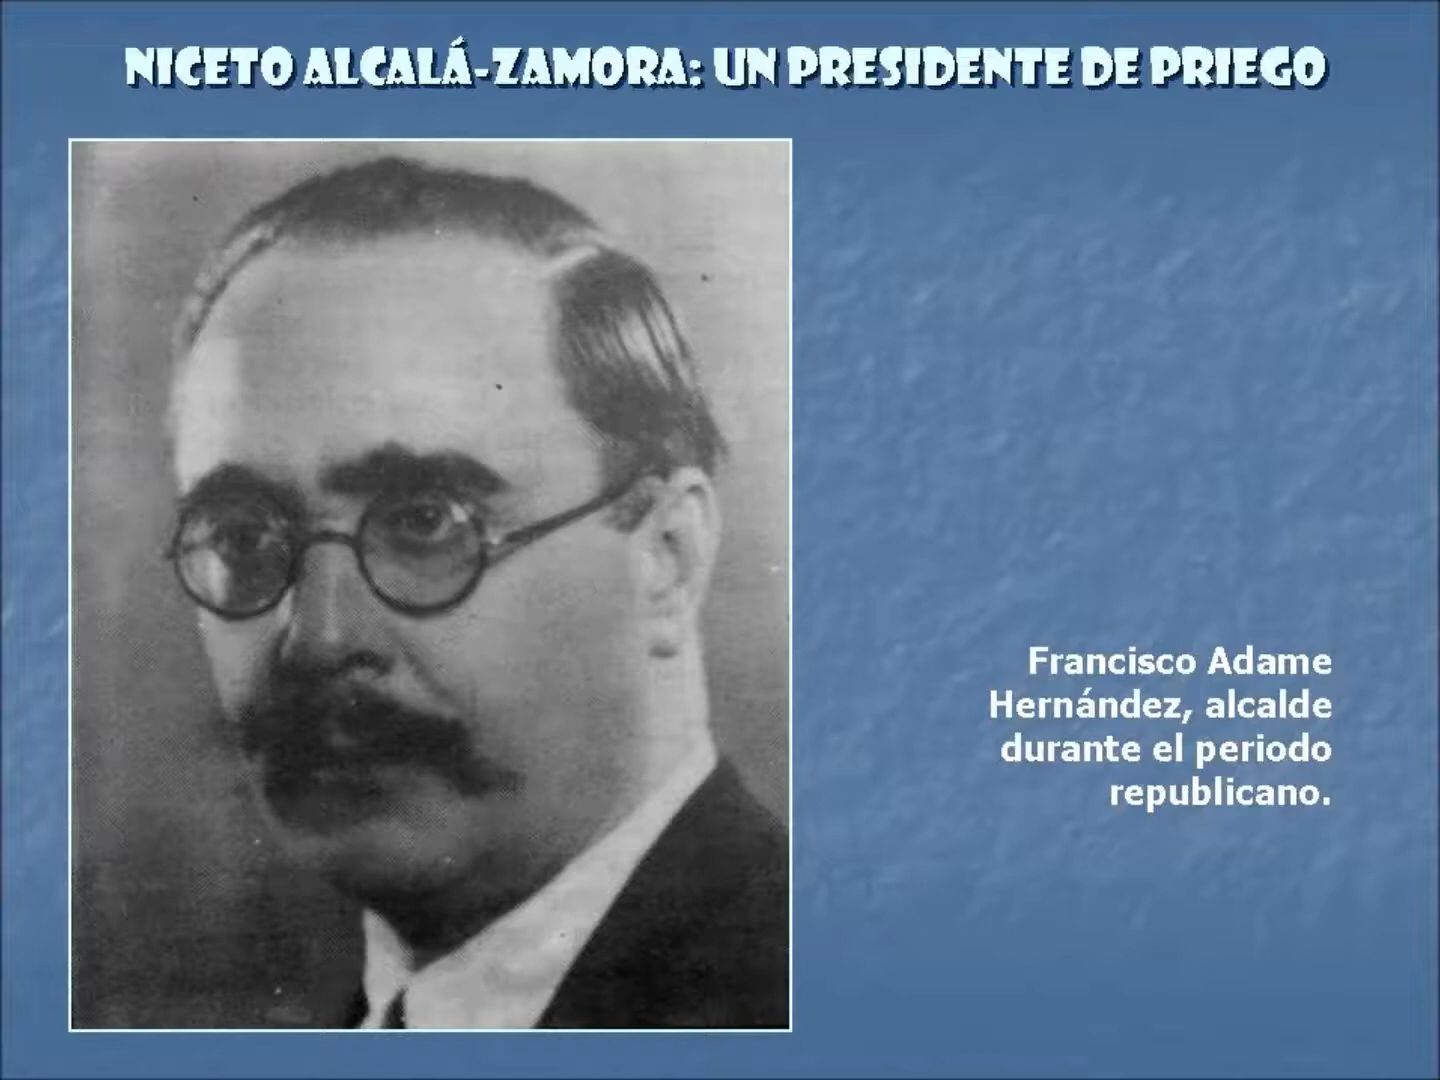 NICETO ALCALÁ-ZAMORA: UN PRESIDENTE DE PRIEGO
Francisco Adame
Hernández, alcalde
durante el periodo
republicano.